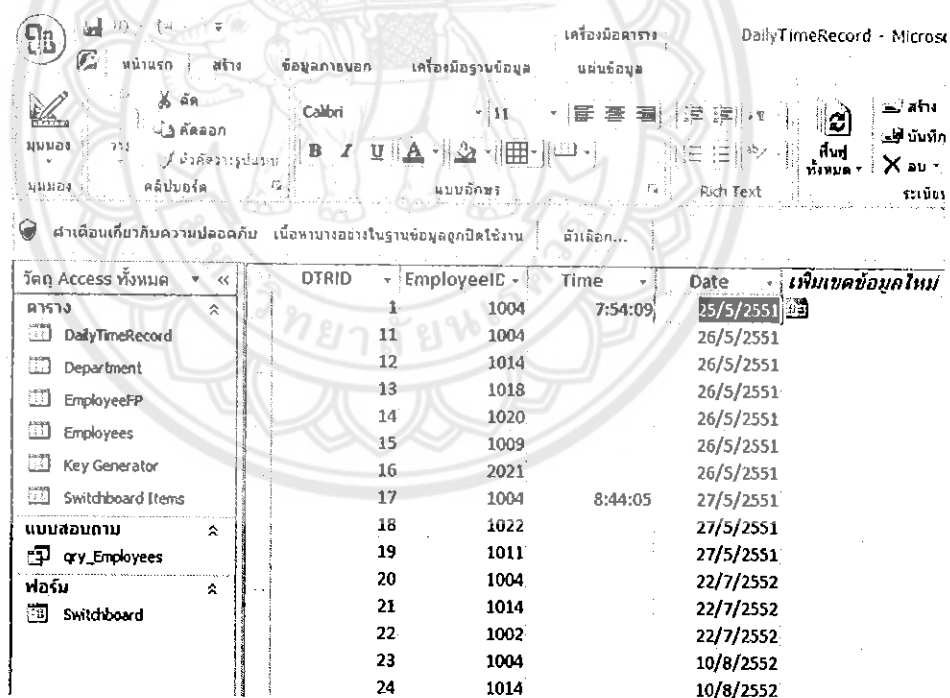 เครื่องมือตาราง
DailyTimeRecord - Microso
หน้าแรก สร้าง ข้อมูลภายนอก เครื่องมือฐานข้อมูล แผ่นข้อมูล
มุมมอง
วาง
ตัด
คัดลอก
ตัวคัดวางรูปแบบ
Calibri 11
B I U A
ฟื้นฟู
ทั้งหมด
สร้าง
บันทึก
ลบ
มุมมอง คลิปบอร์ด แบบอักษร Rich Text ระเบียน
คำเตือนเกี่ยวกับความปลอดภัย เนื้อหาบางอย่างในฐานข้อมูลถูกปิดใช้งาน ตัวเลือก...
วัตถุ Access ทั้งหมด
ตาราง
DailyTimeRecord
Department
EmployeeFP
Employees
Key Generator
Switchboard Items
แบบสอบถาม
qry_Employees
ฟอร์ม
Switchboard
DTRID EmployeeID Time Date เพิ่มเขตข้อมูลใหม่
1 1004 7:54:09 25/5/2551
11 1004 26/5/2551
12 1014 26/5/2551
13 1018 26/5/2551
14 1020 26/5/2551
15 1009 26/5/2551
16 2021 26/5/2551
17 1004 8:44:05 27/5/2551
18 1022 27/5/2551
19 1011 27/5/2551
20 1004 22/7/2552
21 1014 22/7/2552
22 1002 22/7/2552
23 1004 10/8/2552
24 1014 10/8/2552